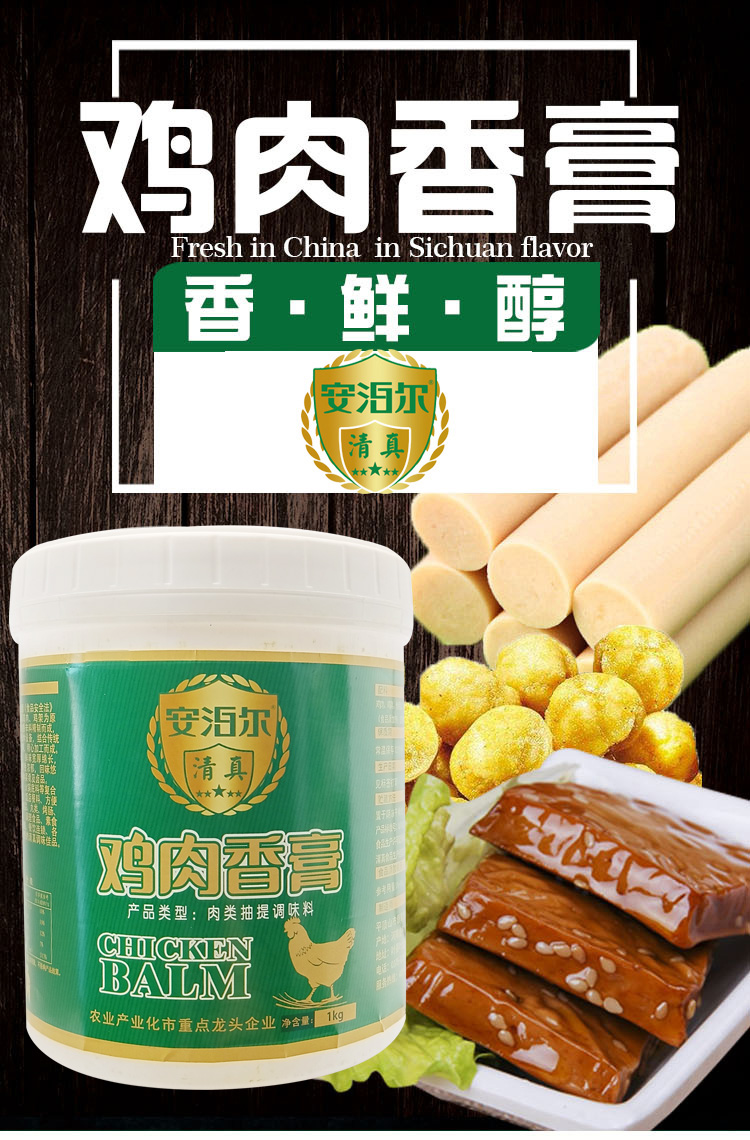 鸡肉香膏
Fresh in China in Sichuan flavor
香·鲜·醇
安泊尔®
清真
安泊尔
清真
鸡肉香膏
产品类型：肉类抽提调味料
CHICKEN
BALM
农业产业化市重点龙头企业 净含量： 1kg